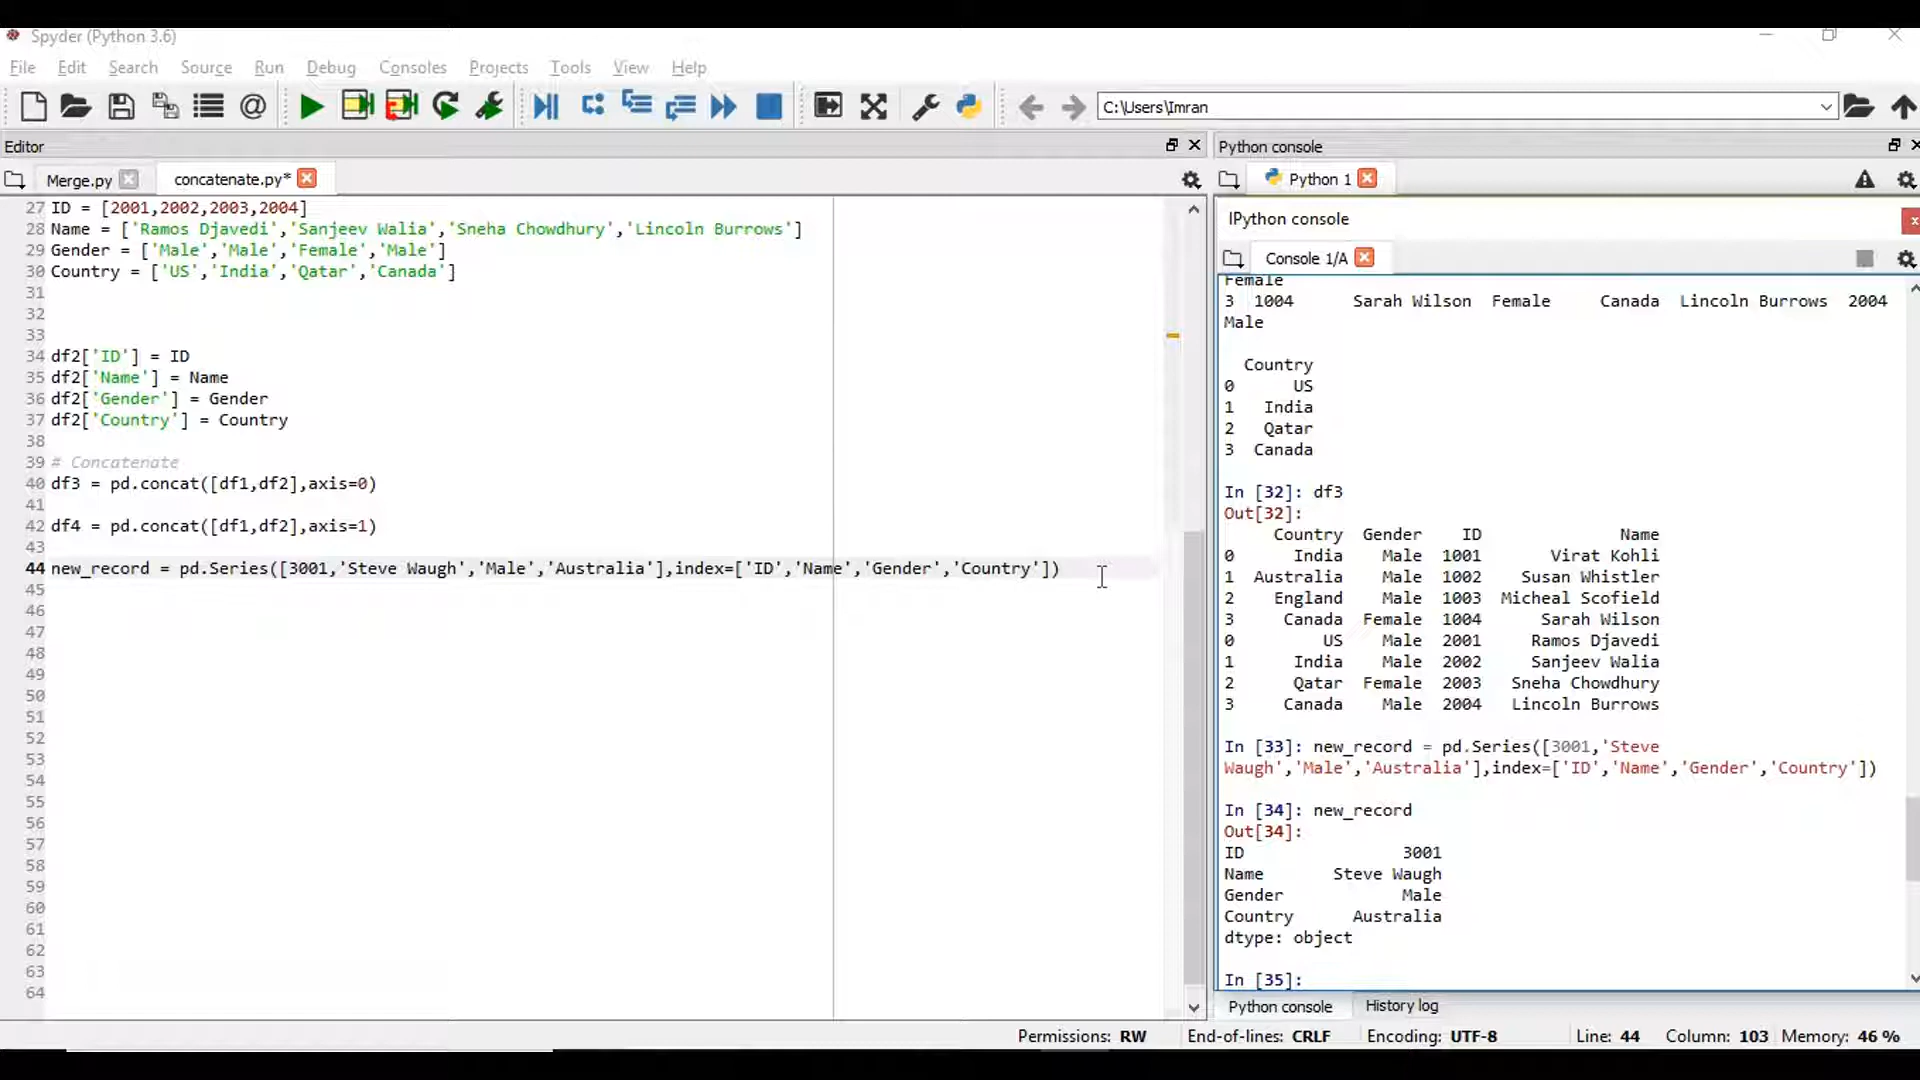 Spyder (Python 3.6)
File Edit Search Source Run Debug Consoles Projects Tools View Help
C:\Users\Imran
Editor
Merge.py concatenate.py*
27 ID = [2001,2002,2003,2004]
28 Name = ['Ramos Djavedi','Sanjeev Walia','Sneha Chowdhury','Lincoln Burrows']
29 Gender = ['Male','Male','Female','Male']
30 Country = ['US','India','Qatar','Canada']
31
32
33
34 df2['ID'] = ID
35 df2['Name'] = Name
36 df2['Gender'] = Gender
37 df2['Country'] = Country
38
39 # Concatenate
40 df3 = pd.concat([df1,df2],axis=0)
41
42 df4 = pd.concat([df1,df2],axis=1)
43
44 new_record = pd.Series([3001,'Steve Waugh','Male','Australia'],index=['ID','Name','Gender','Country'])
45
46
47
48
49
50
51
52
53
54
55
56
57
58
59
60
61
62
63
64
Python console
Python 1
IPython console
Console 1/A
Female
3 1004 Sarah Wilson Female Canada Lincoln Burrows 2004
Male
Country
0 US
1 India
2 Qatar
3 Canada
In [32]: df3
Out[32]:
Country Gender ID Name
0 India Male 1001 Virat Kohli
1 Australia Male 1002 Susan Whistler
2 England Male 1003 Micheal Scofield
3 Canada Female 1004 Sarah Wilson
0 US Male 2001 Ramos Djavedi
1 India Male 2002 Sanjeev Walia
2 Qatar Female 2003 Sneha Chowdhury
3 Canada Male 2004 Lincoln Burrows
In [33]: new_record = pd.Series([3001,'Steve
Waugh','Male','Australia'],index=['ID','Name','Gender','Country'])
In [34]: new_record
Out[34]:
ID 3001
Name Steve Waugh
Gender Male
Country Australia
dtype: object
In [35]:
Python console History log
Permissions: RW End-of-lines: CRLF Encoding: UTF-8 Line: 44 Column: 103 Memory: 46 %